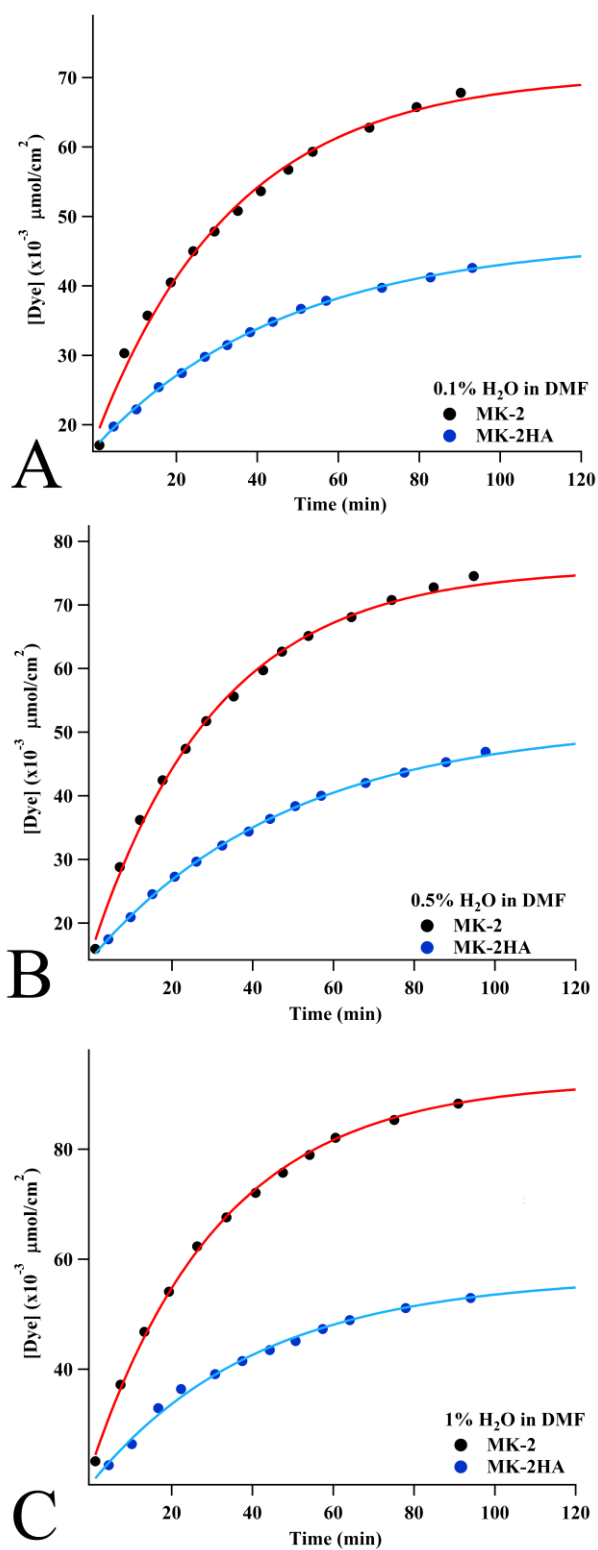 70
60
50
40
30
20
[Dye] (x10⁻³ μmol/cm²)
0.1% H₂O in DMF
MK-2
MK-2HA
A
20 40 60 80 100 120
Time (min)
80
70
60
50
40
30
20
[Dye] (x10⁻³ μmol/cm²)
0.5% H₂O in DMF
MK-2
MK-2HA
B
20 40 60 80 100 120
Time (min)
80
60
40
[Dye] (x10⁻³ μmol/cm²)
1% H₂O in DMF
MK-2
MK-2HA
C
20 40 60 80 100 120
Time (min)